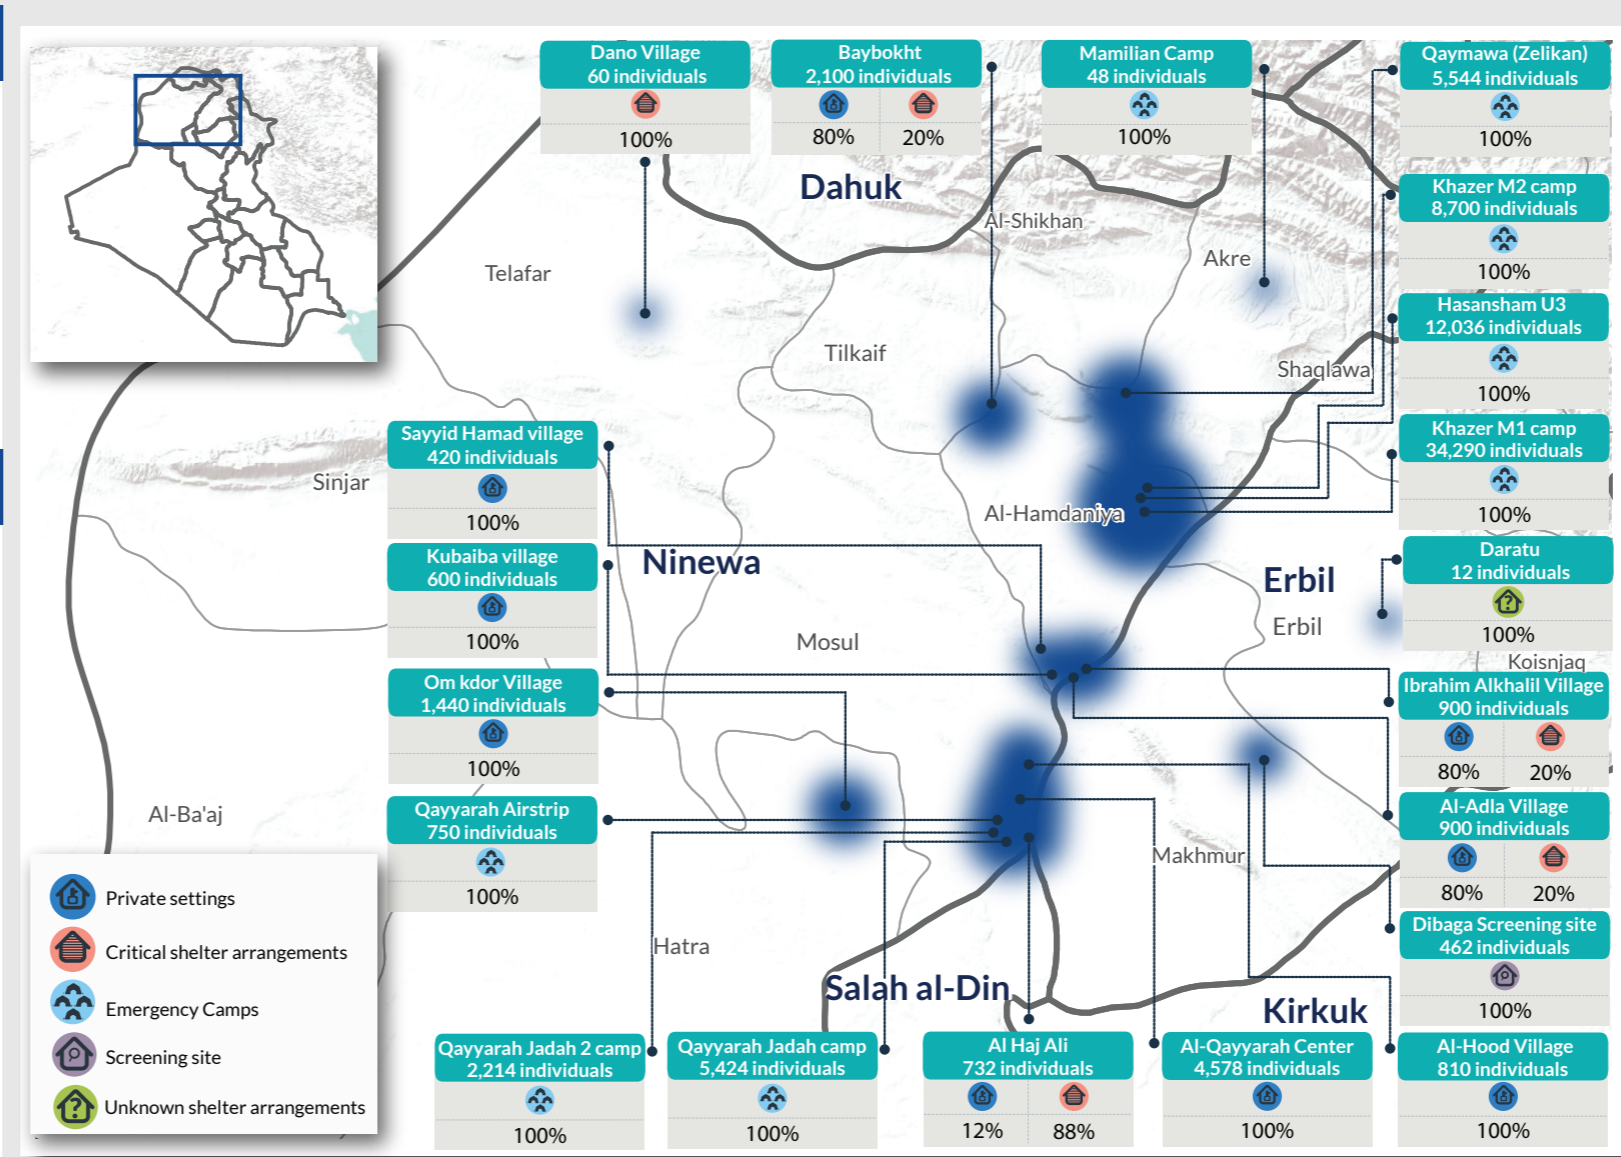 Dano Village
60 individuals
100%
Baybokht
2,100 individuals
80% 20%
Mamilian Camp
48 individuals
100%
Qaymawa (Zelikan)
5,544 individuals
100%
Khazer M2 camp
8,700 individuals
100%
Hasansham U3
12,036 individuals
100%
Khazer M1 camp
34,290 individuals
100%
Daratu
12 individuals
100%
Ibrahim Alkhalil Village
900 individuals
80% 20%
Al-Adla Village
900 individuals
80% 20%
Dibaga Screening site
462 individuals
100%
Al-Hood Village
810 individuals
100%
Al-Qayyarah Center
4,578 individuals
100%
Al Haj Ali
732 individuals
12% 88%
Qayyarah Jadah camp
5,424 individuals
100%
Qayyarah Jadah 2 camp
2,214 individuals
100%
Sayyid Hamad village
420 individuals
100%
Kubaiba village
600 individuals
100%
Om kdor Village
1,440 individuals
100%
Qayyarah Airstrip
750 individuals
100%
Dahuk
Al-Shikhan
Akre
Telafar
Tilkaif
Shaqlawa
Sinjar
Al-Hamdaniya
Ninewa
Erbil
Erbil
Mosul
Koisnjaq
Al-Ba'aj
Makhmur
Hatra
Salah al-Din
Kirkuk
Private settings
Critical shelter arrangements
Emergency Camps
Screening site
Unknown shelter arrangements